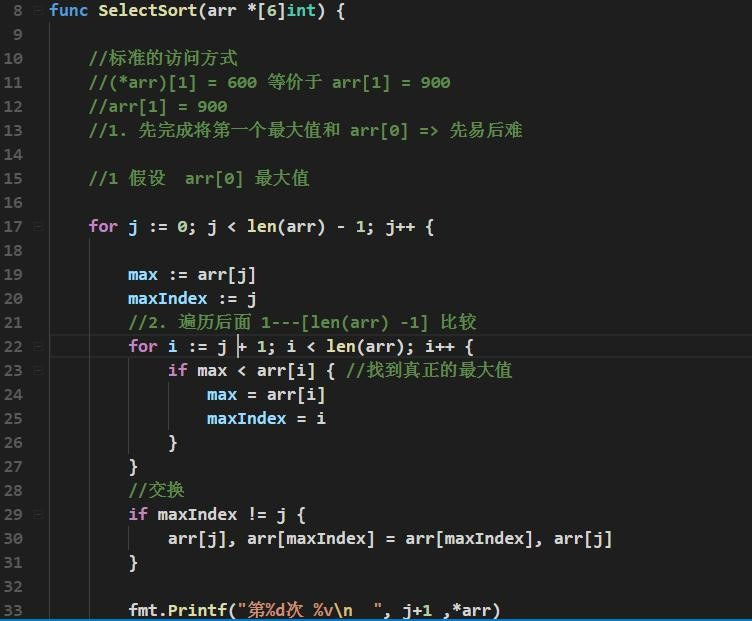 8 func SelectSort(arr *[6]int) {
9
10 //标准的访问方式
11 //(*arr)[1] = 600 等价于 arr[1] = 900
12 //arr[1] = 900
13 //1. 先完成将第一个最大值和 arr[0] => 先易后难
14
15 //1 假设 arr[0] 最大值
16
17 for j := 0; j < len(arr) - 1; j++ {
18
19 max := arr[j]
20 maxIndex := j
21 //2. 遍历后面 1---[len(arr) -1] 比较
22 for i := j + 1; i < len(arr); i++ {
23 if max < arr[i] { //找到真正的最大值
24 max = arr[i]
25 maxIndex = i
26 }
27 }
28 //交换
29 if maxIndex != j {
30 arr[j], arr[maxIndex] = arr[maxIndex], arr[j]
31 }
32
33 fmt.Printf("第%d次 %v\n ", j+1 ,*arr)